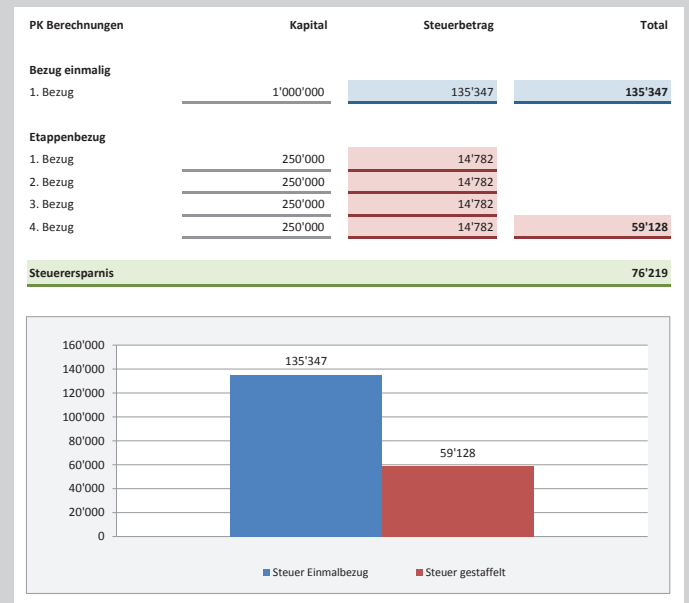 PK Berechnungen Kapital Steuerbetrag Total
Bezug einmalig
1. Bezug 1'000'000 135'347 135'347
Etappenbezug
1. Bezug 250'000 14'782
2. Bezug 250'000 14'782
3. Bezug 250'000 14'782
4. Bezug 250'000 14'782 59'128
Steuerersparnis 76'219
160'000
140'000
120'000
100'000
80'000
60'000
40'000
20'000
0
135'347
59'128
Steuer Einmalbezug Steuer gestaffelt